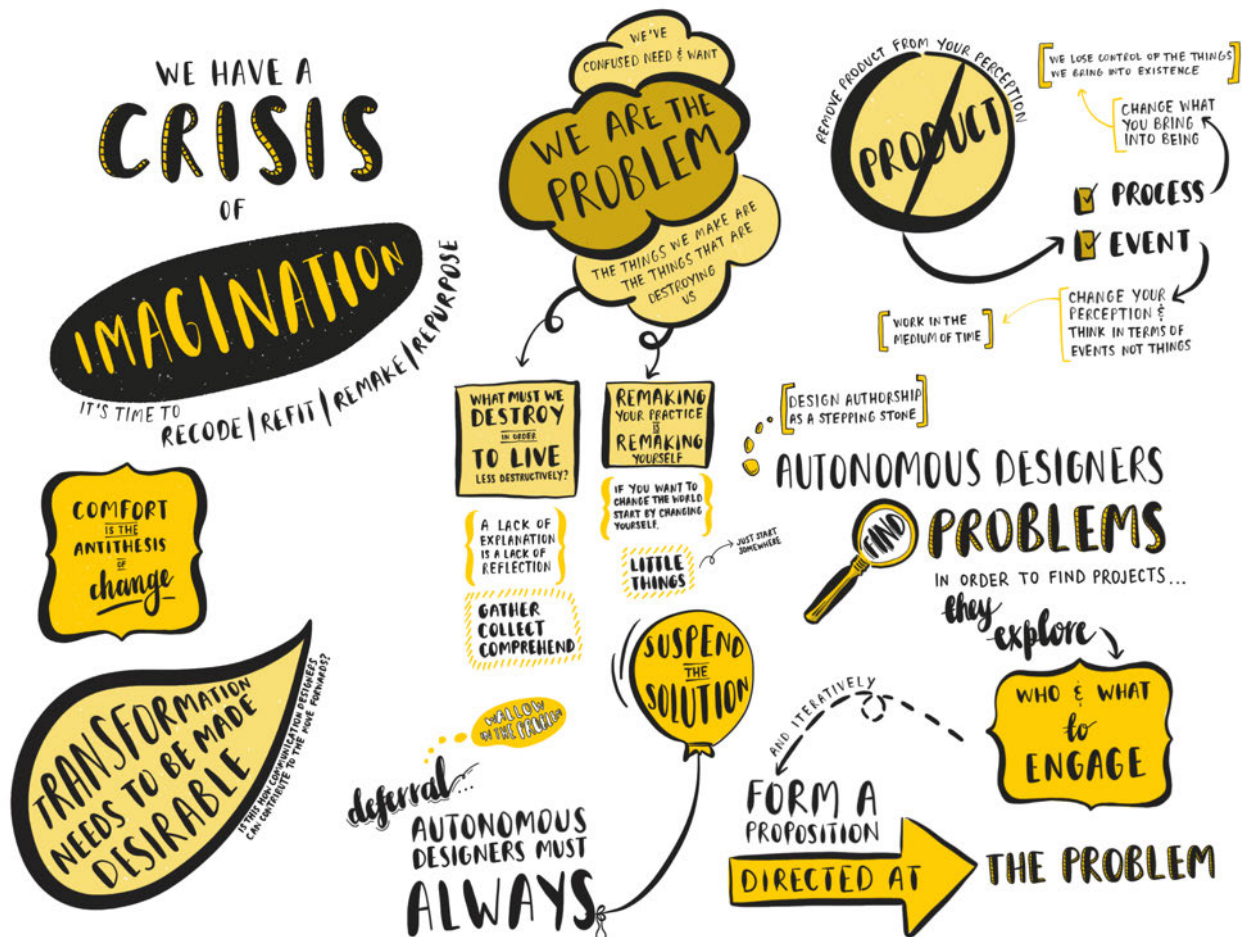 WE HAVE A
CRISIS
OF
IMAGINATION
IT'S TIME TO
RECODE/REFIT/REMAKE/REPURPOSE
COMFORT
IS THE
ANTITHESIS
OF
change
TRANSFORMATION
NEEDS TO BE MADE
DESIRABLE
IS THIS HOW COMMUNICATION DESIGNERS
CAN CONTRIBUTE TO THE MOVE FORWARDS?
WE'VE
CONFUSED NEED & WANT
WE ARE THE
PROBLEM
THE THINGS WE MAKE ARE
THE THINGS THAT ARE
DESTROYING
US
WHAT MUST WE
DESTROY
IN ORDER
TO LIVE
LESS DESTRUCTIVELY?
A LACK OF
EXPLANATION
IS A LACK OF
REFLECTION
GATHER
COLLECT
COMPREHEND
REMAKING
YOUR PRACTICE
IS
REMAKING
YOURSELF
IF YOU WANT TO
CHANGE THE WORLD
START BY CHANGING
YOURSELF.
LITTLE
THINGS
JUST START
SOMEWHERE
REMOVE PRODUCT FROM YOUR PERCEPTION
PRODUCT
PROCESS
CHANGE WHAT
YOU BRING
INTO BEING
WE LOSE CONTROL OF THE THINGS
WE BRING INTO EXISTENCE
EVENT
CHANGE YOUR
PERCEPTION &
THINK IN TERMS OF
EVENTS NOT THINGS
WORK IN THE
MEDIUM OF TIME
DESIGN AUTHORSHIP
AS A STEPPING STONE
AUTONOMOUS DESIGNERS
FIND
PROBLEMS
IN ORDER TO FIND PROJECTS...
they
explore
WHO & WHAT
to
ENGAGE
AND ITERATIVELY
FORM A
PROPOSITION
DIRECTED AT
THE PROBLEM
WALLOW
IN THE PROBLEM
deferral...
AUTONOMOUS
DESIGNERS MUST
ALWAYS
SUSPEND
THE
SOLUTION